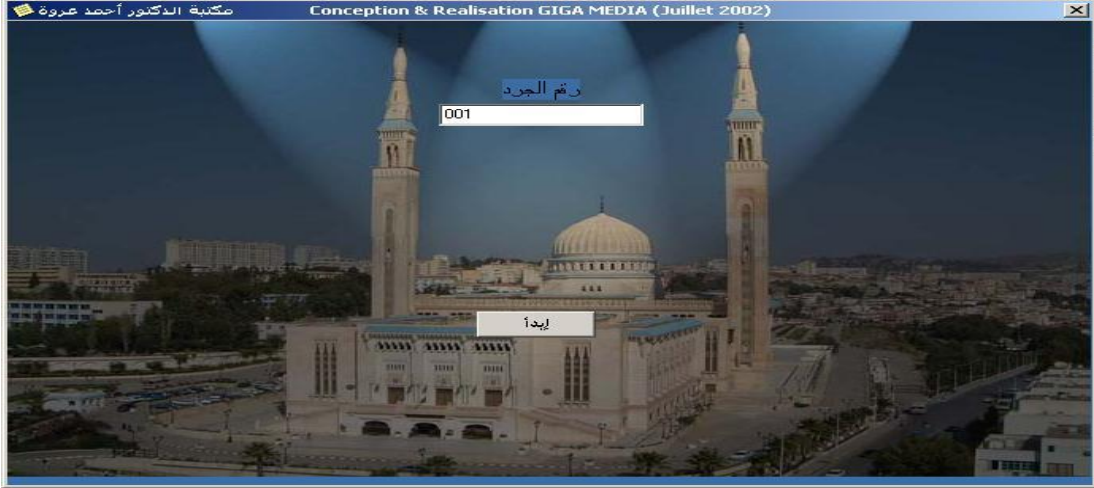 مكتبة الدكتور أحمد عروة Conception & Realisation GIGA MEDIA (Juillet 2002)
رقم الجرد
001
إبدأ